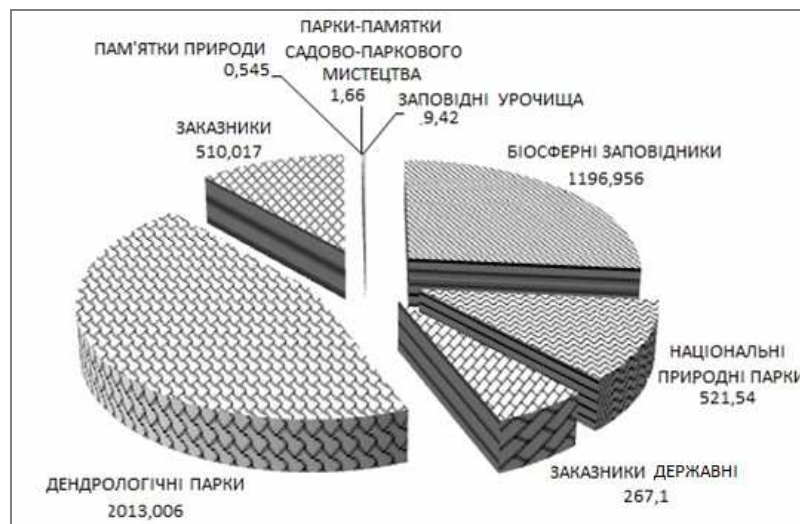 ПАМ'ЯТКИ ПРИРОДИ
0,545
ПАРКИ-ПАМЯТКИ
САДОВО-ПАРКОВОГО
МИСТЕЦТВА
1,66
ЗАПОВІДНІ УРОЧИЩА
9,42
ЗАКАЗНИКИ
510,017
БІОСФЕРНІ ЗАПОВІДНИКИ
1196,956
НАЦІОНАЛЬНІ
ПРИРОДНІ ПАРКИ
521,54
ЗАКАЗНИКИ ДЕРЖАВНІ
267,1
ДЕНДРОЛОГІЧНІ ПАРКИ
2013,006